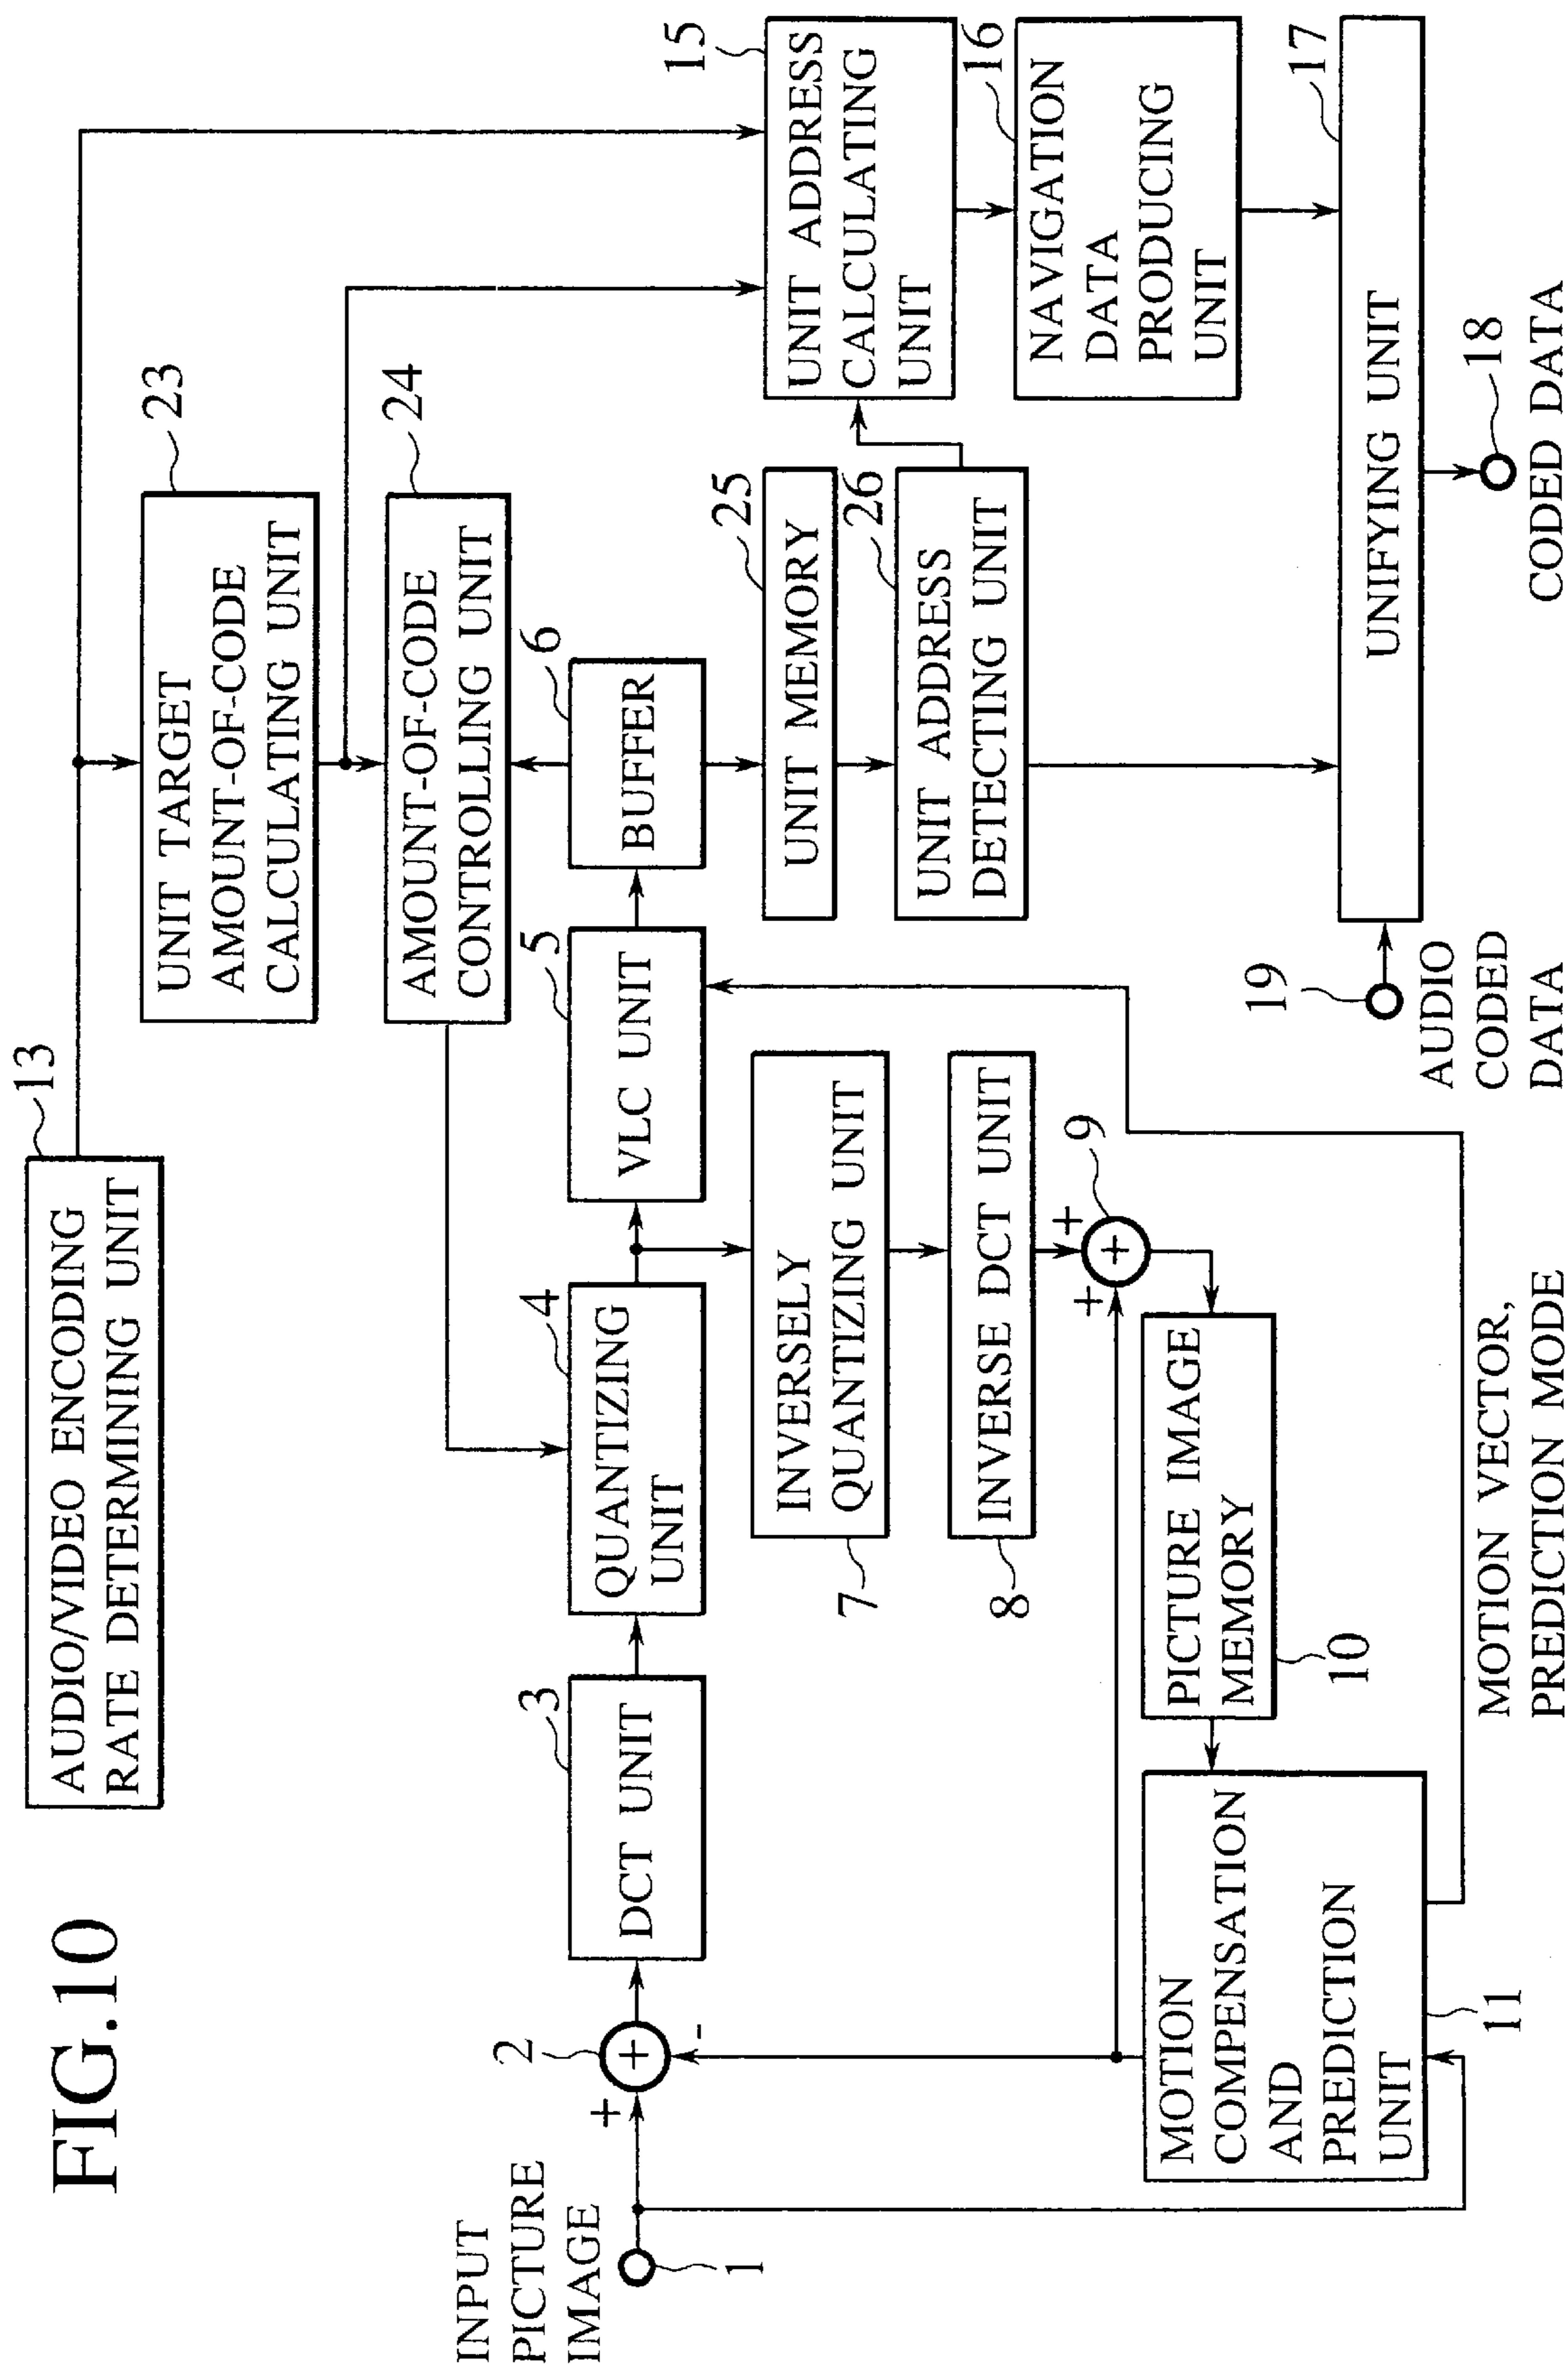 FIG.10
13
AUDIO/VIDEO ENCODING
RATE DETERMINING UNIT
23
UNIT TARGET
AMOUNT-OF-CODE
CALCULATING UNIT
24
AMOUNT-OF-CODE
CONTROLLING UNIT
INPUT
PICTURE
IMAGE
1
+
2
+
-
3
DCT UNIT
4
QUANTIZING
UNIT
5
VLC UNIT
6
BUFFER
15
UNIT ADDRESS
CALCULATING
UNIT
25
UNIT MEMORY
7
INVERSELY
QUANTIZING UNIT
26
UNIT ADDRESS
DETECTING UNIT
8
INVERSE DCT UNIT
16
NAVIGATION
DATA
PRODUCING
UNIT
+
+
9
+
10
PICTURE IMAGE
MEMORY
11
MOTION
COMPENSATION
AND
PREDICTION
UNIT
17
UNIFYING UNIT
19
AUDIO
CODED
DATA
18
CODED DATA
MOTION VECTOR,
PREDICTION MODE